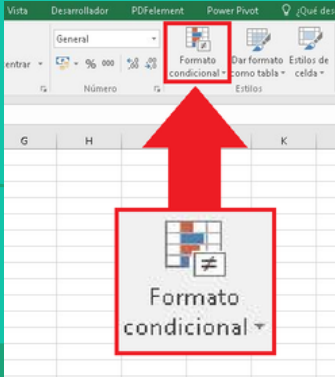 Vista Desarrollador PDFelement Power Pivot ¿Qué des
General
entrar % 000
Formato condicional
Dar formato como tabla
Estilos de celda
Número Estilos
G H K
Formato
condicional